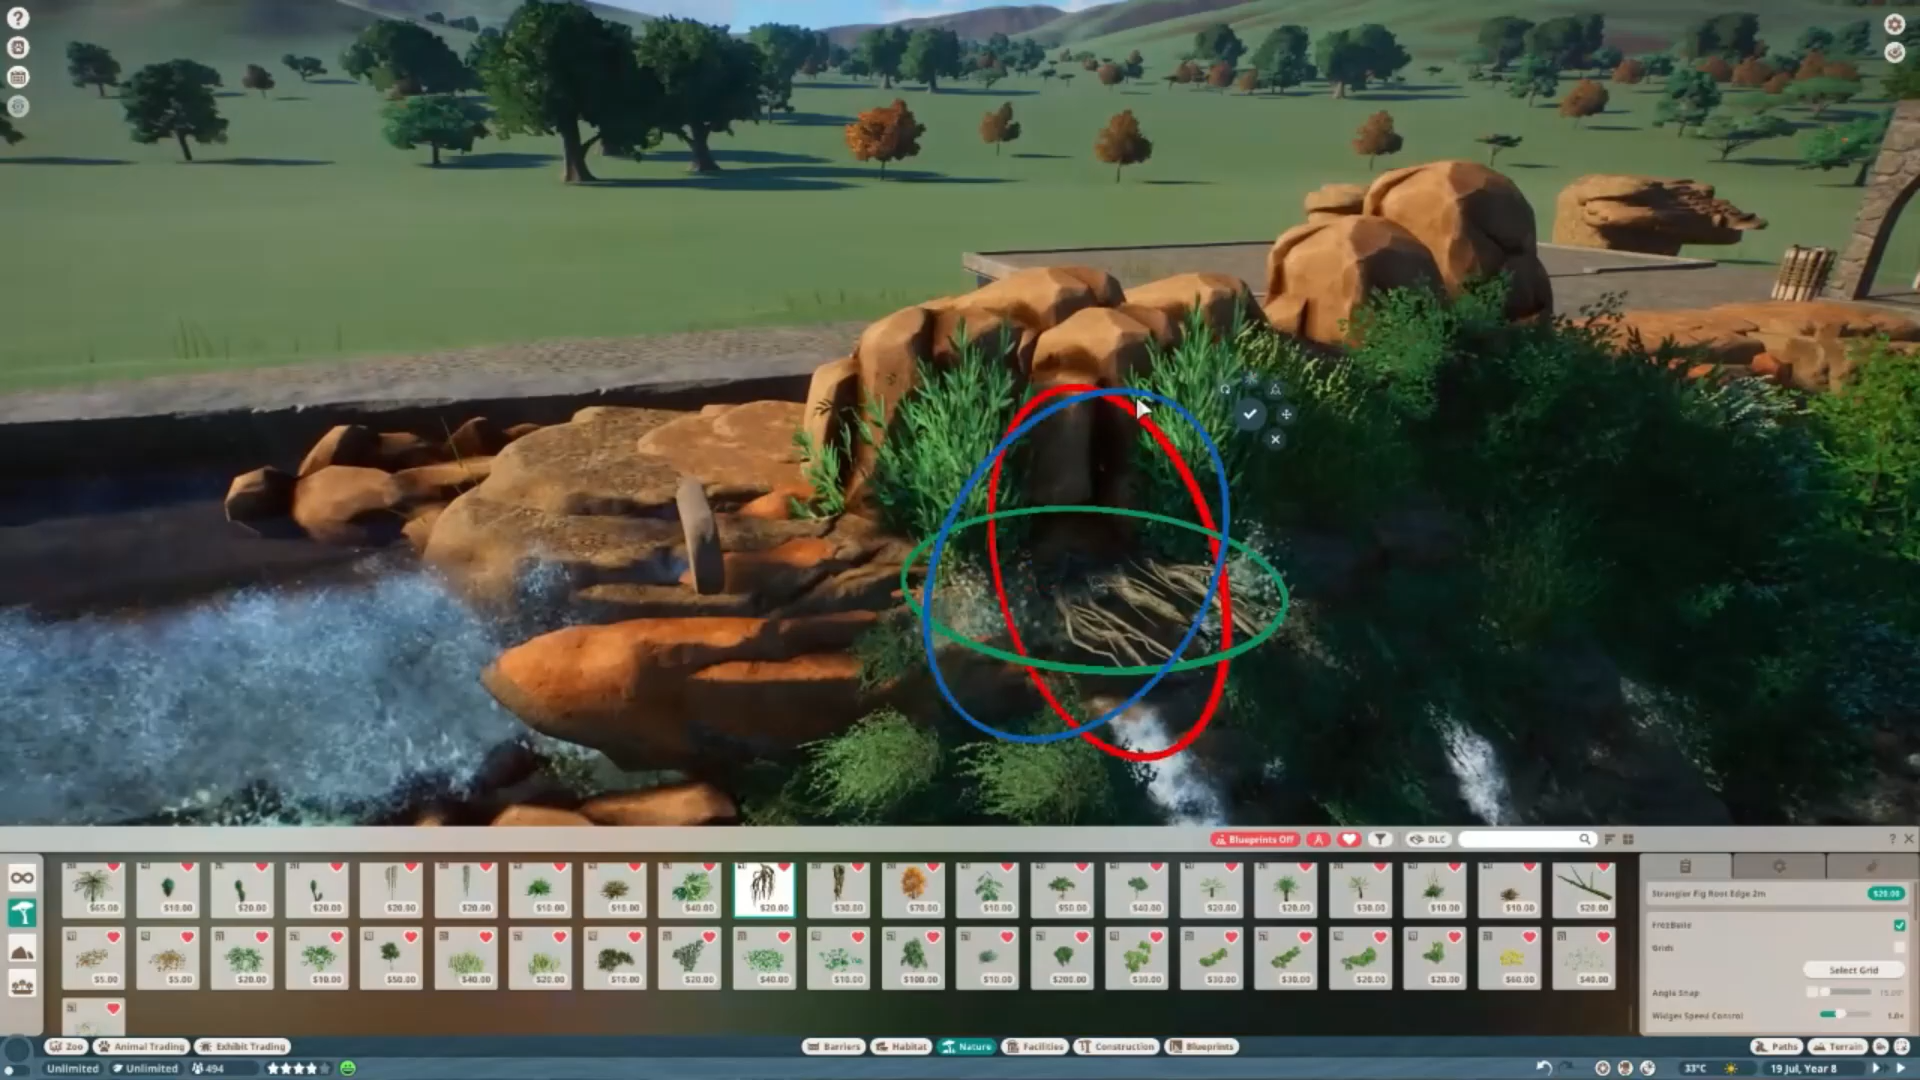 Blueprints Off
DLC
$65.00 $10.00 $20.00 $20.00 $20.00 $20.00 $10.00 $10.00 $40.00 $20.00 $30.00 $70.00 $10.00 $50.00 $40.00 $20.00 $20.00 $30.00 $10.00 $10.00 $20.00
$5.00 $5.00 $20.00 $10.00 $50.00 $40.00 $20.00 $10.00 $20.00 $40.00 $10.00 $100.00 $10.00 $200.00 $30.00 $30.00 $30.00 $20.00 $20.00 $60.00 $40.00
Strangler Fig Root Edge 2m $20.00
Select Grid
Angle Snap
Widget Speed Control
Zoo Animal Trading Exhibit Trading Barriers Habitat Nature Facilities Construction Blueprints Paths Terrain
Unlimited Unlimited 494 33°C 19 Jul, Year 8